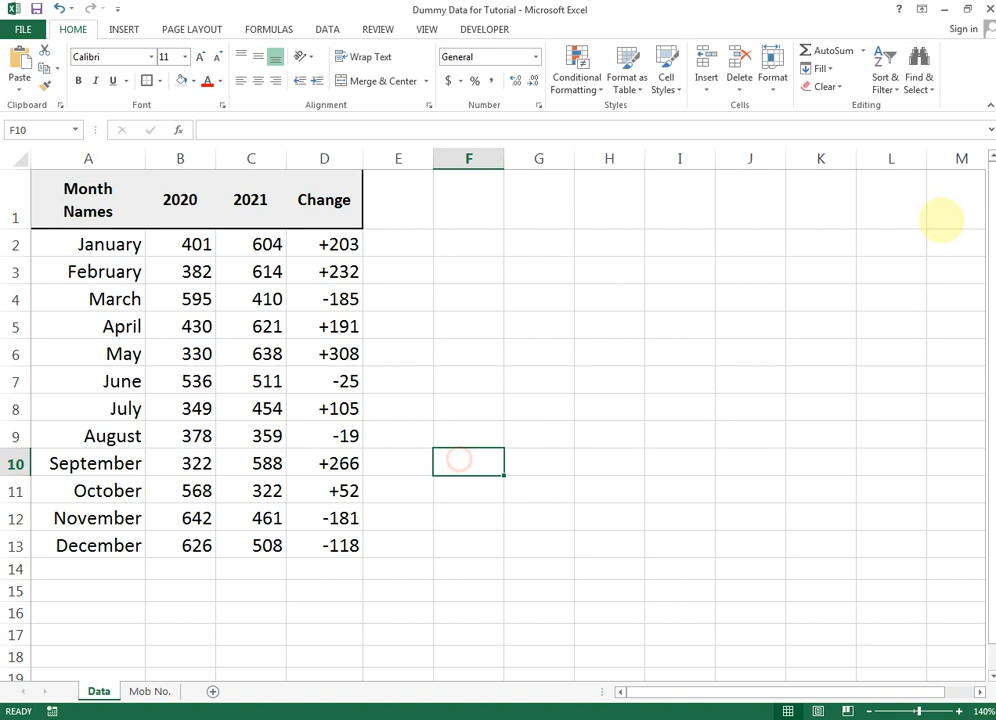 Dummy Data for Tutorial - Microsoft Excel
?
Sign in
FILE HOME INSERT PAGE LAYOUT FORMULAS DATA REVIEW VIEW DEVELOPER
Paste
Calibri 11 A A
B I U A
Wrap Text
Merge & Center
General
$ % , .00 .0
Conditional Formatting
Format as Table
Cell Styles
Insert Delete Format
AutoSum
Fill
Clear
Sort & Filter
Find & Select
Clipboard Font Alignment Number Styles Cells Editing
F10 fx
A B C D E F G H I J K L M
1 Month Names 2020 2021 Change
2 January 401 604 +203
3 February 382 614 +232
4 March 595 410 -185
5 April 430 621 +191
6 May 330 638 +308
7 June 536 511 -25
8 July 349 454 +105
9 August 378 359 -19
10 September 322 588 +266
11 October 568 322 +52
12 November 642 461 -181
13 December 626 508 -118
14
15
16
17
18
19
Data Mob No.
READY 140%